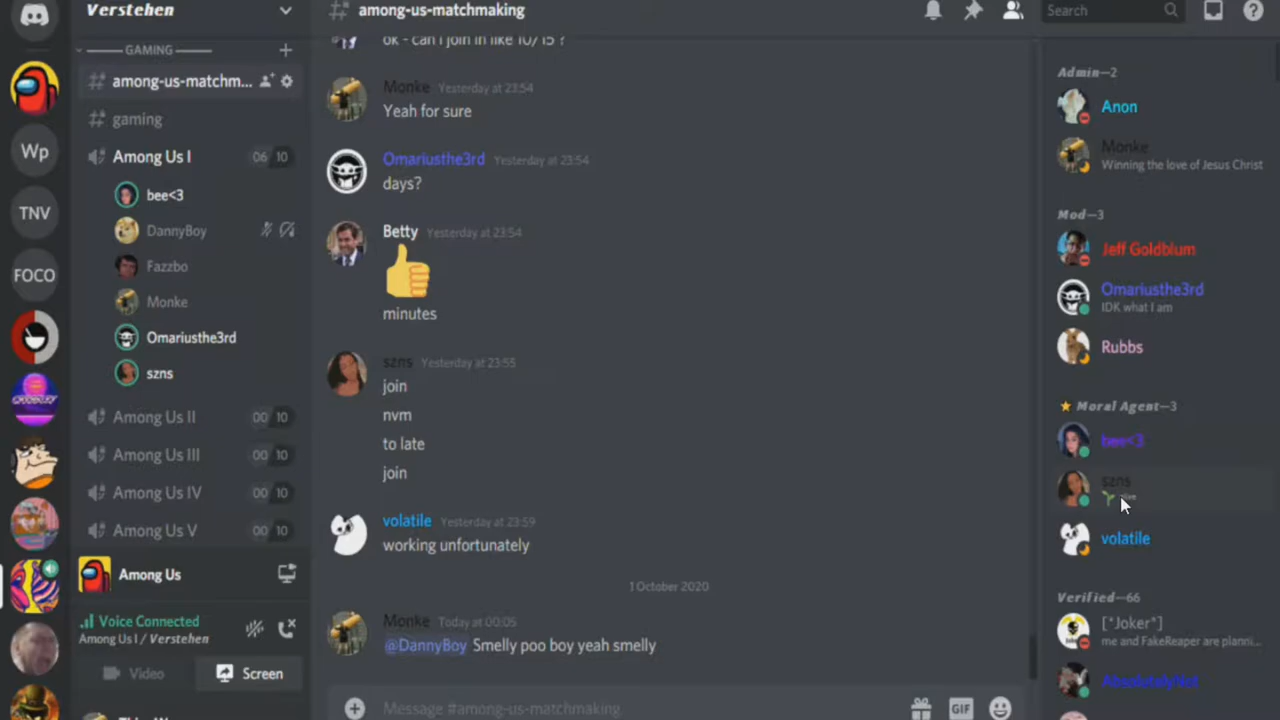 Verstehen
GAMING
among-us-matchm...
gaming
Among Us I
06 10
bee<3
DannyBoy
Fazzbo
Monke
Omariusthe3rd
szns
Among Us II
00 10
Among Us III
00 10
Among Us IV
00 10
Among Us V
00 10
Among Us
Voice Connected
Among Us I / Verstehen
Video
Screen
Wp
TNV
FOCO
among-us-matchmaking
ok - can i join in like 10/15 ?
Monke Yesterday at 23:54
Yeah for sure
Omariusthe3rd Yesterday at 23:54
days?
Betty Yesterday at 23:54
minutes
szns Yesterday at 23:55
join
nvm
to late
join
volatile Yesterday at 23:59
working unfortunately
1 October 2020
Monke Today at 00:05
@DannyBoy Smelly poo boy yeah smelly
Message #among-us-matchmaking
GIF
Search
Admin—2
Anon
Monke
Winning the love of Jesus Christ
Mod—3
Jeff Goldblum
Omariusthe3rd
IDK what I am
Rubbs
Moral Agent—3
bee<3
szns
volatile
Verified—66
[*Joker*]
me and FakeReaper are planni...
AbsolutelyNot